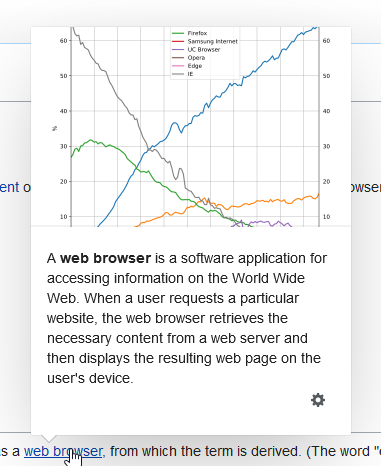 Firefox
60 Samsung Internet 60
UC Browser
Opera
50 Edge 50
IE
40 40
%
30 30
ent o
20 20
10 10
A web browser is a software application for
accessing information on the World Wide
Web. When a user requests a particular
website, the web browser retrieves the
necessary content from a web server and
then displays the resulting web page on the
user's device.
s a web browser, from which the term is derived. (The word "